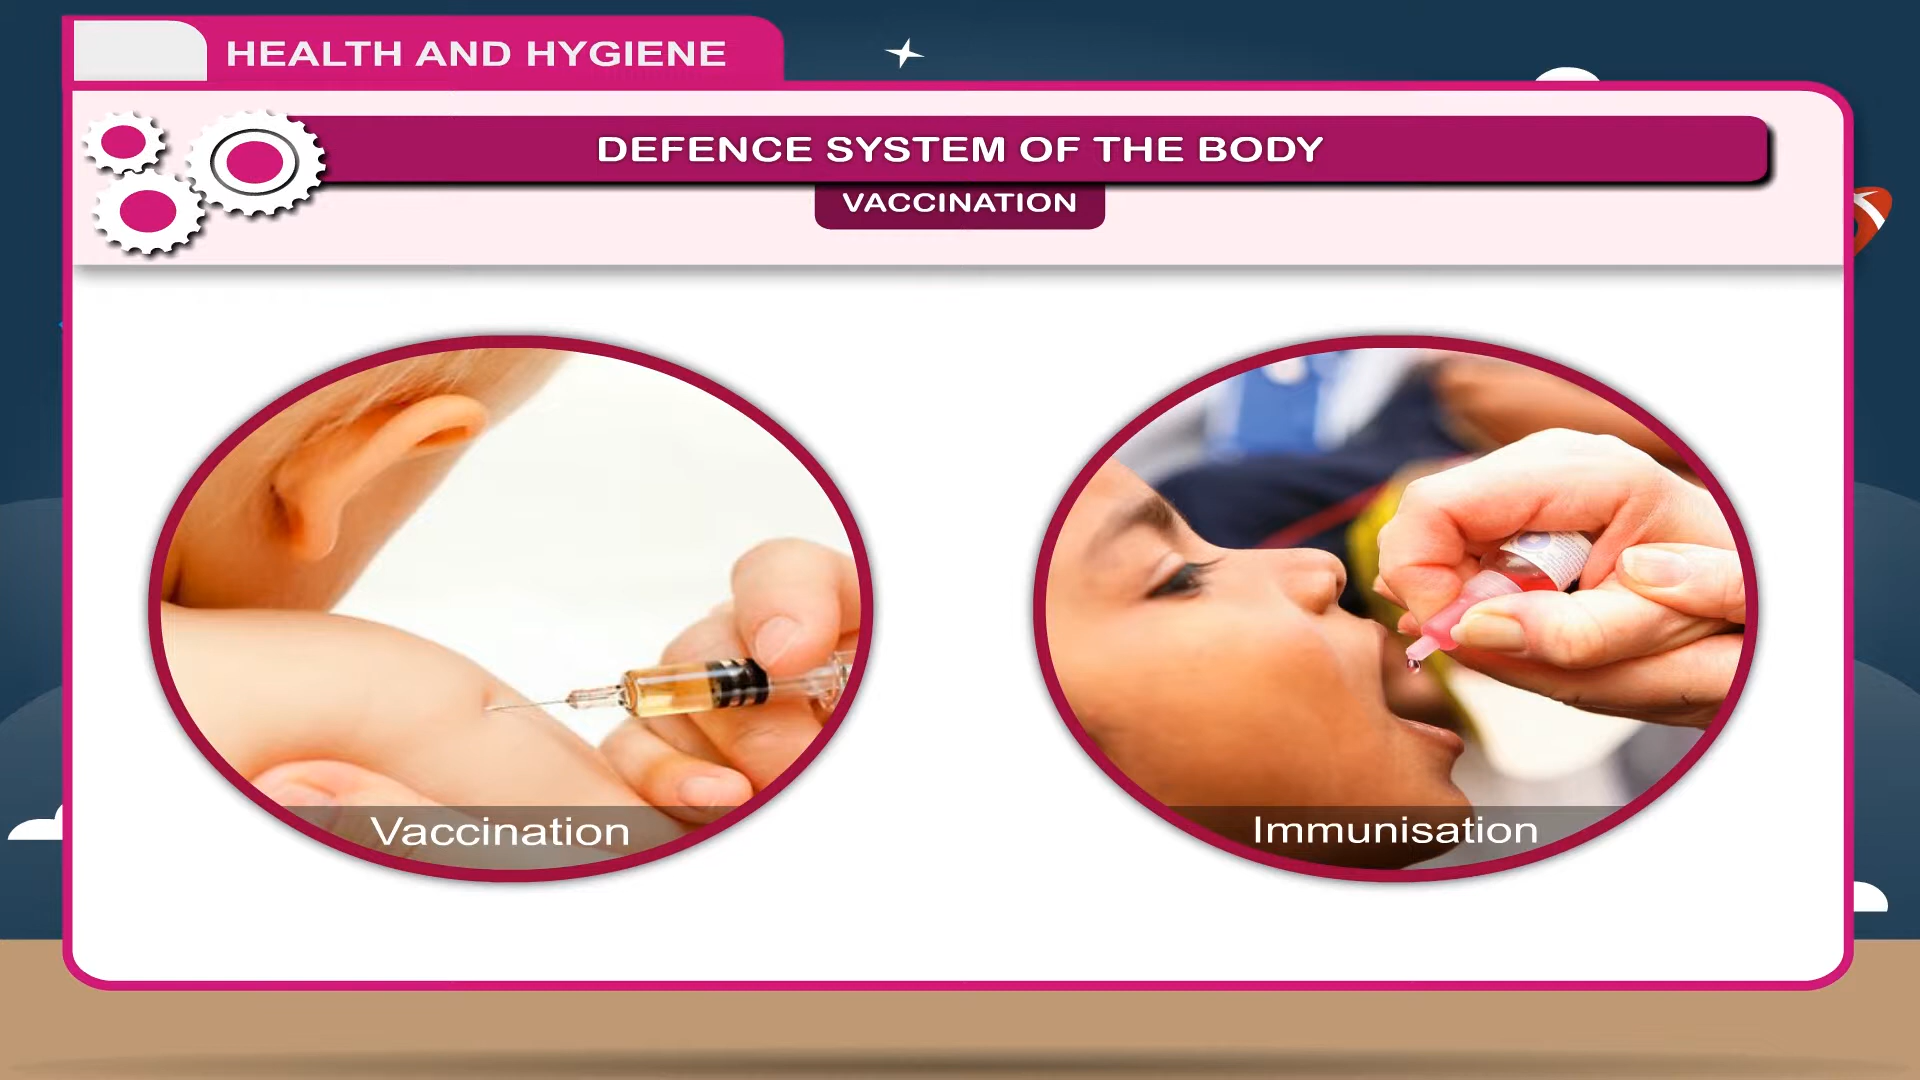 HEALTH AND HYGIENE
DEFENCE SYSTEM OF THE BODY
VACCINATION
Vaccination
Immunisation